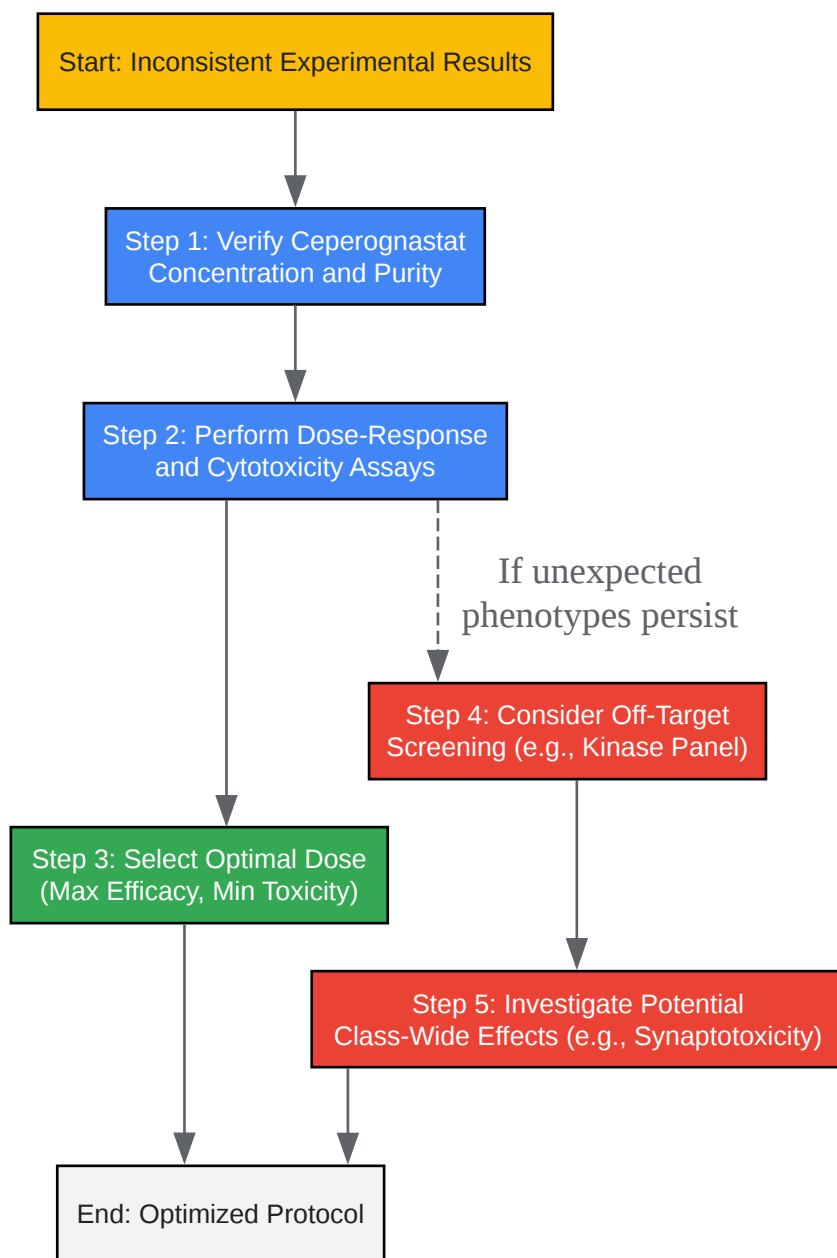 Start: Inconsistent Experimental Results
Step 1: Verify Ceperognastat
Concentration and Purity
Step 2: Perform Dose-Response
and Cytotoxicity Assays
If unexpected
phenotypes persist
Step 4: Consider Off-Target
Screening (e.g., Kinase Panel)
Step 3: Select Optimal Dose
(Max Efficacy, Min Toxicity)
Step 5: Investigate Potential
Class-Wide Effects (e.g., Synaptotoxicity)
End: Optimized Protocol